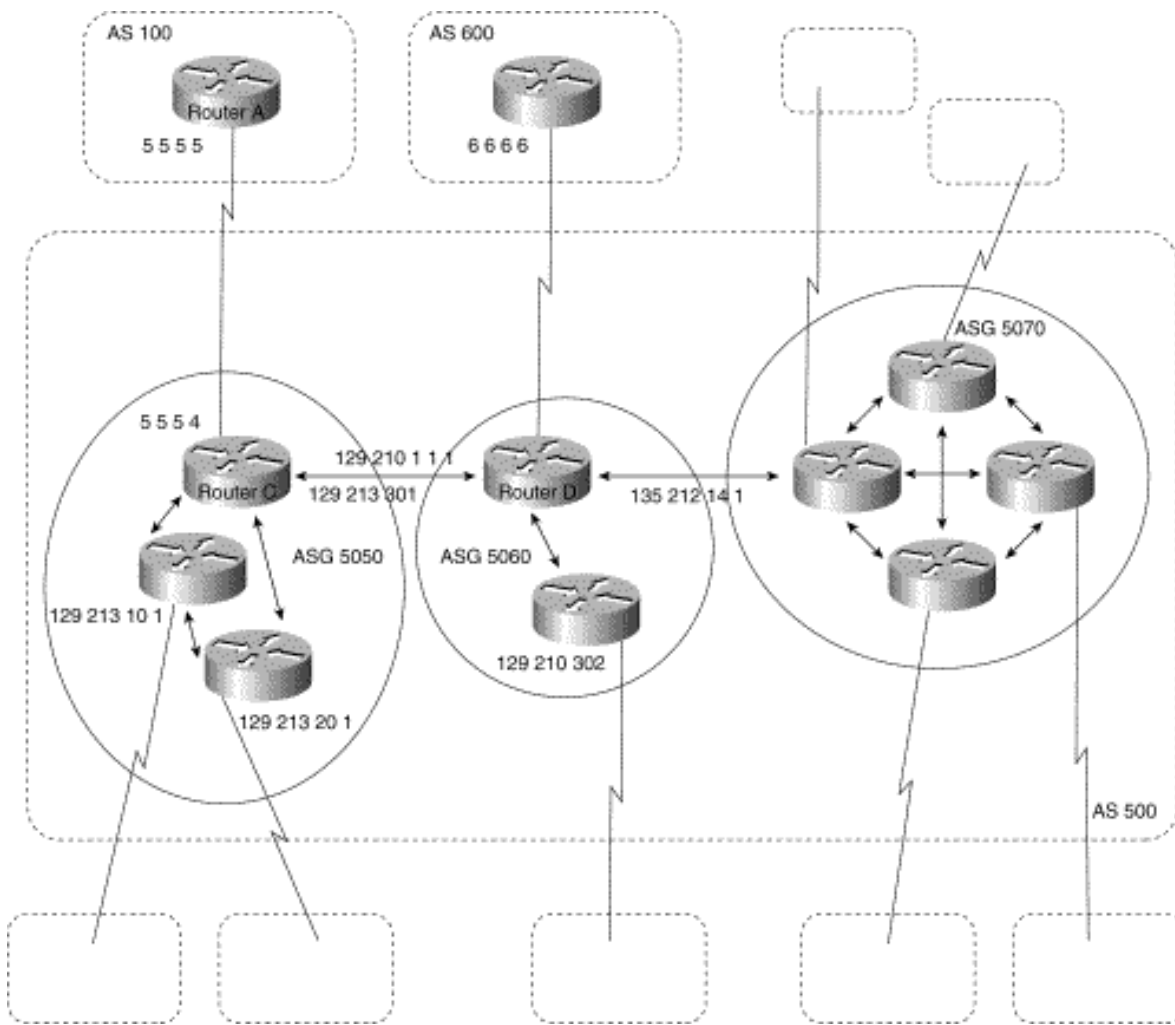 AS 100
Router A
5 5 5 5
AS 600
6 6 6 6
ASG 5070
5 5 5 4
Router C
129 210 1 1 1
129 213 301
Router D
135 212 14 1
ASG 5050
ASG 5060
129 213 10 1
129 210 302
129 213 20 1
AS 500